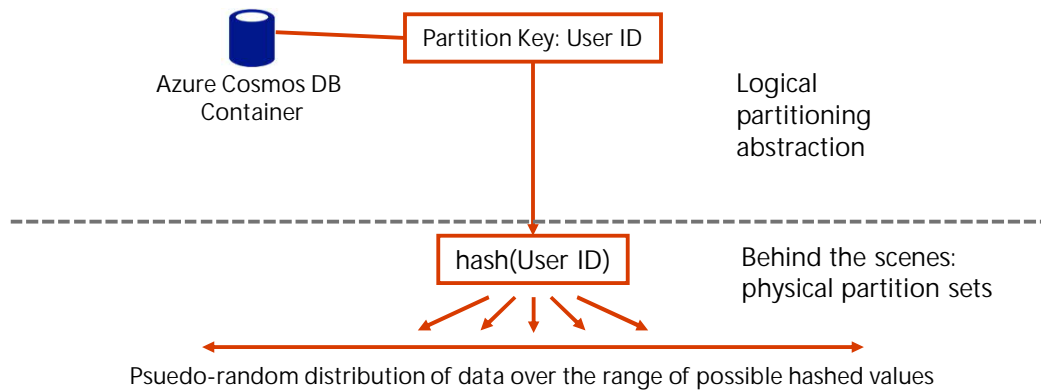 Partition Key: User ID
Azure Cosmos DB
Container
Logical
partitioning
abstraction
hash(User ID)
Behind the scenes:
physical partition sets
Psuedo-random distribution of data over the range of possible hashed values